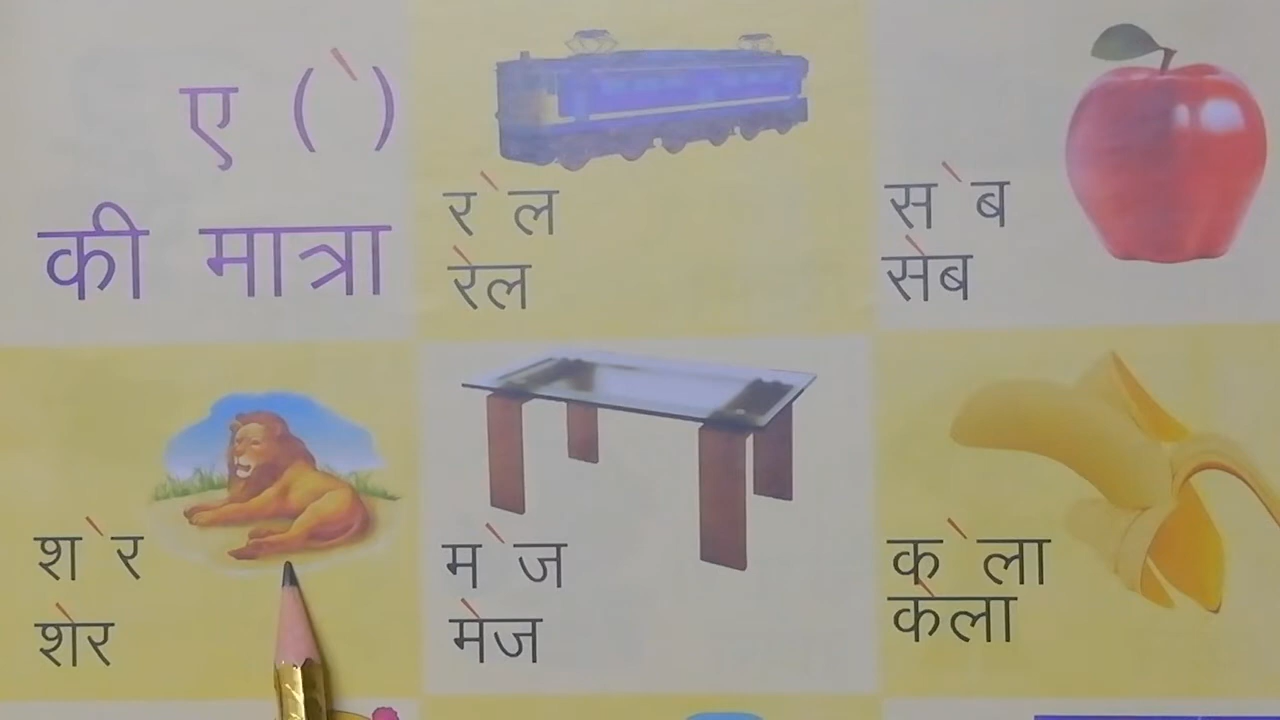 ए ( े )
की मात्रा
र े ल
रेल
स े ब
सेब
श े र
शेर
म े ज
मेज
क े ला
केला